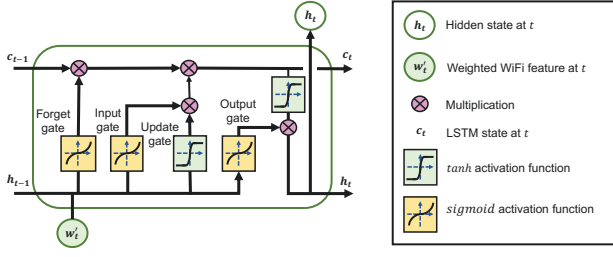 h_t
c_{t-1}
c_t
Forget gate
Input gate
Update gate
Output gate
h_{t-1}
h_t
w'_t
h_t Hidden state at t
w'_t Weighted WiFi feature at t
Multiplication
c_t LSTM state at t
tanh activation function
sigmoid activation function